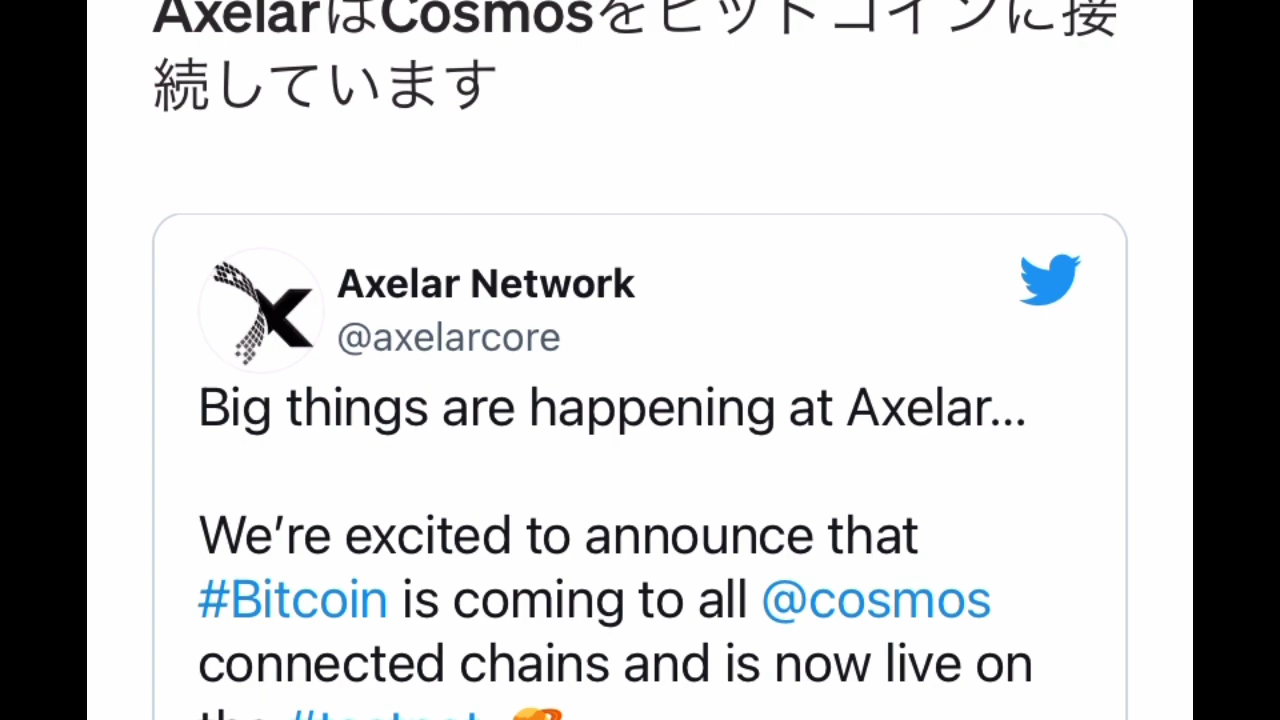 AxelarはCosmosをビットコインに接
続しています
Axelar Network
@axelarcore
Big things are happening at Axelar...
We’re excited to announce that
#Bitcoin is coming to all @cosmos
connected chains and is now live on
the #testnet